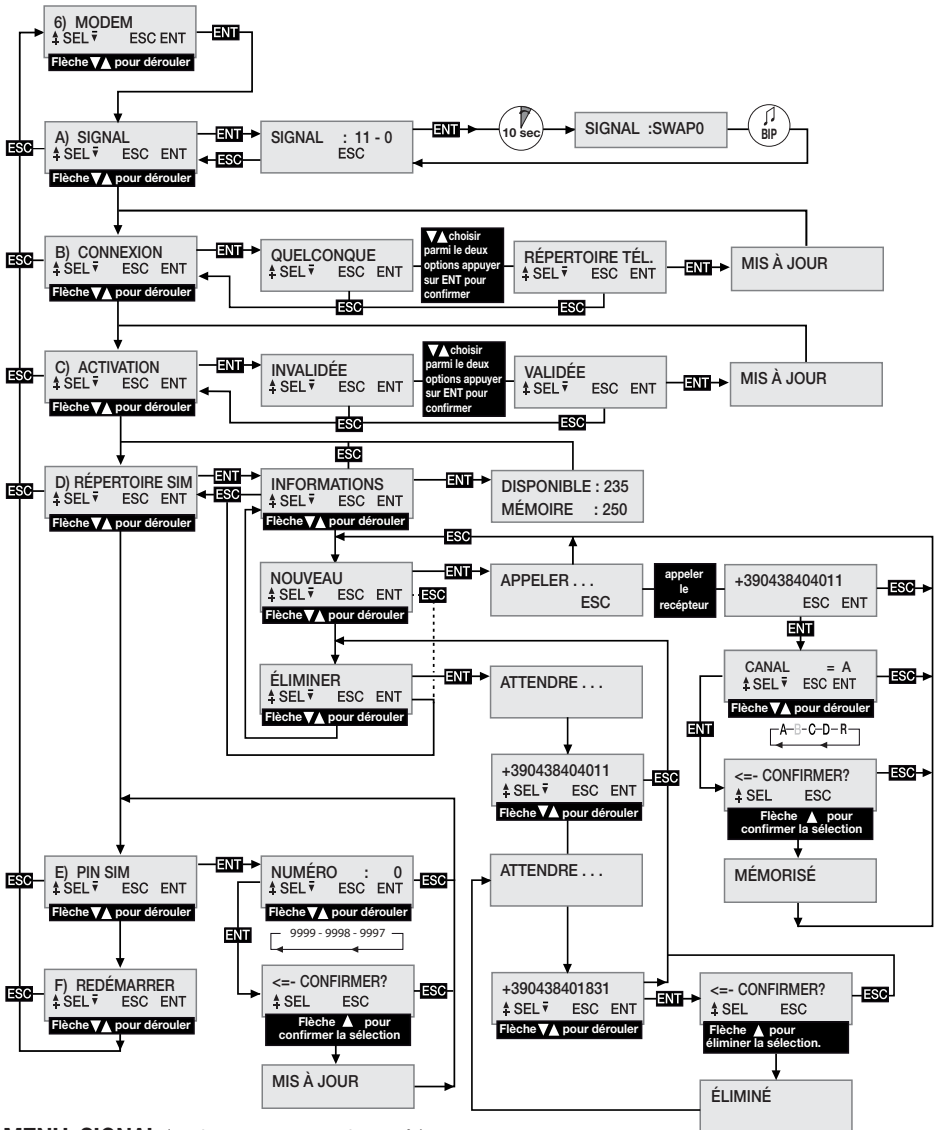 6) MODEM
SEL ESC ENT
Flèche pour dérouler
ENT
A) SIGNAL
SEL ESC ENT
Flèche pour dérouler
ESC
ENT
ESC
SIGNAL : 11 - 0
ESC
ENT
10 sec
SIGNAL :SWAP0
BIP
B) CONNEXION
SEL ESC ENT
Flèche pour dérouler
ESC
ENT
QUELCONQUE
SEL ESC ENT
choisir
parmi le deux
options appuyer
sur ENT pour
confirmer
RÉPERTOIRE TÉL.
SEL ESC ENT
ENT
MIS À JOUR
ESC
ESC
C) ACTIVATION
SEL ESC ENT
Flèche pour dérouler
ESC
ENT
INVALIDÉE
SEL ESC ENT
choisir
parmi le deux
options appuyer
sur ENT pour
confirmer
VALIDÉE
SEL ESC ENT
ENT
MIS À JOUR
ESC
ESC
ESC
D) RÉPERTOIRE SIM
SEL ESC ENT
Flèche pour dérouler
ESC
ENT
ESC
INFORMATIONS
SEL ESC ENT
Flèche pour dérouler
ENT
DISPONIBLE : 235
MÉMOIRE : 250
ESC
NOUVEAU
SEL ESC ENT
Flèche pour dérouler
ENT
ESC
APPELER . . .
ESC
appeler
le
recépteur
+390438404011
ESC ENT
ESC
ENT
ÉLIMINER
SEL ESC ENT
Flèche pour dérouler
ENT
ATTENDRE . . .
CANAL = A
SEL ESC ENT
Flèche pour dérouler
ESC
A-B-C-D-R
ENT
+390438404011
SEL ESC ENT
Flèche pour dérouler
ESC
<=- CONFIRMER?
SEL ESC
Flèche pour
confirmer la sélection
ESC
MÉMORISÉ
ATTENDRE . . .
E) PIN SIM
SEL ESC ENT
Flèche pour dérouler
ESC
ENT
NUMÉRO : 0
SEL ESC ENT
Flèche pour dérouler
ESC
9999 - 9998 - 9997
ENT
F) REDÉMARRER
SEL ESC ENT
Flèche pour dérouler
ESC
<=- CONFIRMER?
SEL ESC
Flèche pour
confirmer la sélection
ESC
MIS À JOUR
+390438401831
SEL ESC ENT
Flèche pour dérouler
ENT
<=- CONFIRMER?
SEL ESC
Flèche pour
éliminer la sélection.
ESC
ÉLIMINÉ